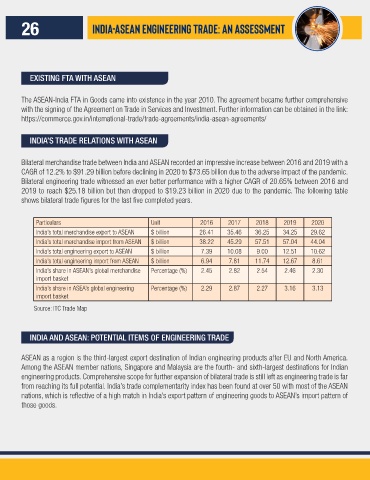 26
INDIA-ASEAN ENGINEERING TRADE: AN ASSESSMENT
EXISTING FTA WITH ASEAN
The ASEAN-India FTA in Goods came into existence in the year 2010. The agreement became further comprehensive
with the signing of the Agreement on Trade in Services and Investment. Further information can be obtained in the link:
https://commerce.gov.in/international-trade/trade-agreements/india-asean-agreements/
INDIA'S TRADE RELATIONS WITH ASEAN
Bilateral merchandise trade between India and ASEAN recorded an impressive increase between 2016 and 2019 with a
CAGR of 12.2% to $91.29 billion before declining in 2020 to $73.65 billion due to the adverse impact of the pandemic.
Bilateral engineering trade witnessed an ever better performance with a higher CAGR of 20.65% between 2016 and
2019 to reach $25.18 billion but then dropped to $19.23 billion in 2020 due to the pandemic. The following table
shows bilateral trade figures for the last five completed years.
Particulars Unit 2016 2017 2018 2019 2020
India's total merchandise export to ASEAN $ billion 26.41 35.46 36.25 34.25 29.62
India's total merchandise import from ASEAN $ billion 38.22 45.29 57.51 57.04 44.04
India's total engineering export to ASEAN $ billion 7.39 10.08 9.00 12.51 10.62
India's total engineering import from ASEAN $ billion 6.94 7.81 11.74 12.67 8.61
India's share in ASEAN's global merchandise Percentage (%) 2.45 2.82 2.54 2.46 2.30
import basket
India's share in ASEA's global engineering Percentage (%) 2.29 2.87 2.27 3.16 3.13
import basket
Source: ITC Trade Map
INDIA AND ASEAN: POTENTIAL ITEMS OF ENGINEERING TRADE
ASEAN as a region is the third-largest export destination of Indian engineering products after EU and North America.
Among the ASEAN member nations, Singapore and Malaysia are the fourth- and sixth-largest destinations for Indian
engineering products. Comprehensive scope for further expansion of bilateral trade is still left as engineering trade is far
from reaching its full potential. India's trade complementarity index has been found at over 50 with most of the ASEAN
nations, which is reflective of a high match in India's export pattern of engineering goods to ASEAN's import pattern of
those goods.